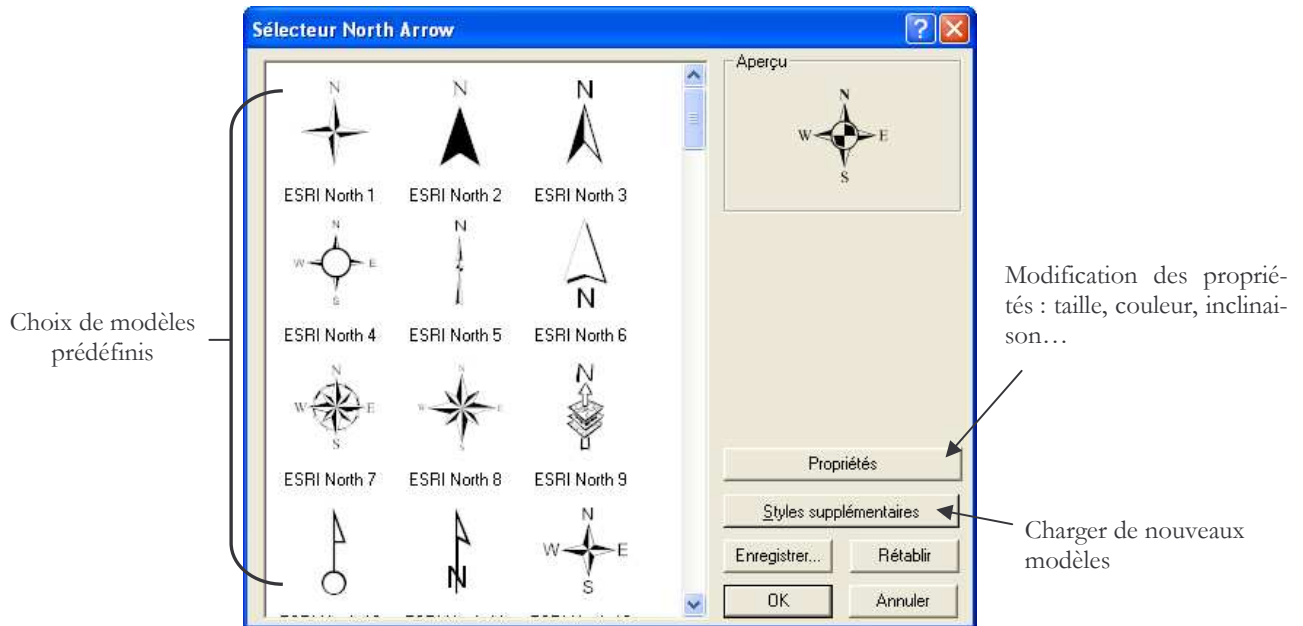 Sélecteur North Arrow
N N N
ESRI North 1 ESRI North 2 ESRI North 3
N
W E
S
N
N
ESRI North 4 ESRI North 5 ESRI North 6
N
W E
S
N
W E
S
N
ESRI North 7 ESRI North 8 ESRI North 9
N
N
W E
S
Aperçu
N
W E
S
Propriétés
Styles supplémentaires
Enregistrer... Rétablir
OK Annuler
Choix de modèles
prédéfinis
Modification des proprié-
tés : taille, couleur, inclinai-
son…
Charger de nouveaux
modèles